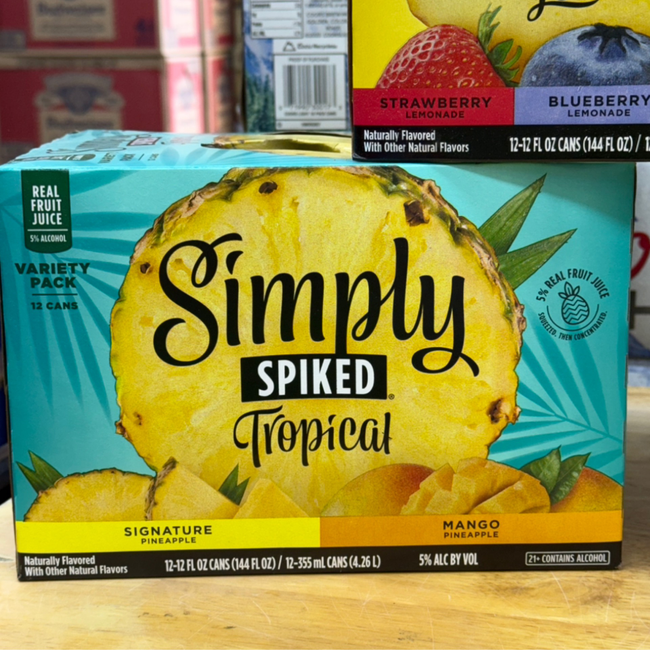 STRAWBERRY
LEMONADE
BLUEBERRY
LEMONADE
Naturally Flavored
With Other Natural Flavors
12-12 FL OZ CANS (144 FL OZ) /
REAL
FRUIT
JUICE
5% ALCOHOL
VARIETY
PACK
12 CANS
Simply
SPIKED
Tropical
5% REAL FRUIT JUICE
SQUEEZED, THEN CONCENTRATED.
SIGNATURE
PINEAPPLE
MANGO
PINEAPPLE
Naturally Flavored
With Other Natural Flavors
12-12 FL OZ CANS (144 FL OZ) / 12-355 mL CANS (4.26 L)
5% ALC BY VOL
21+ CONTAINS ALCOHOL